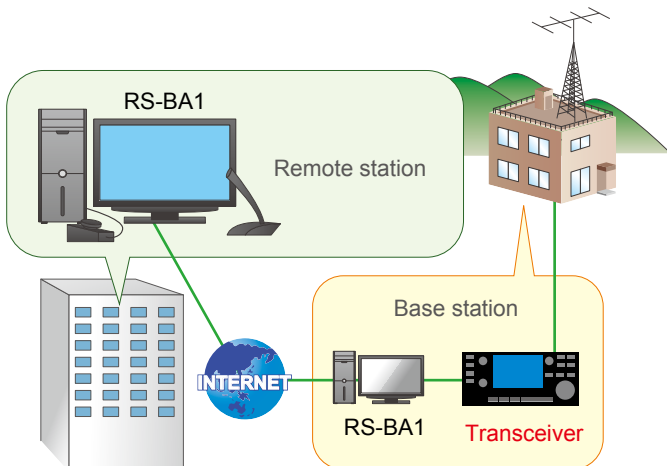 RS-BA1
Remote station
Base station
INTERNET
RS-BA1
Transceiver